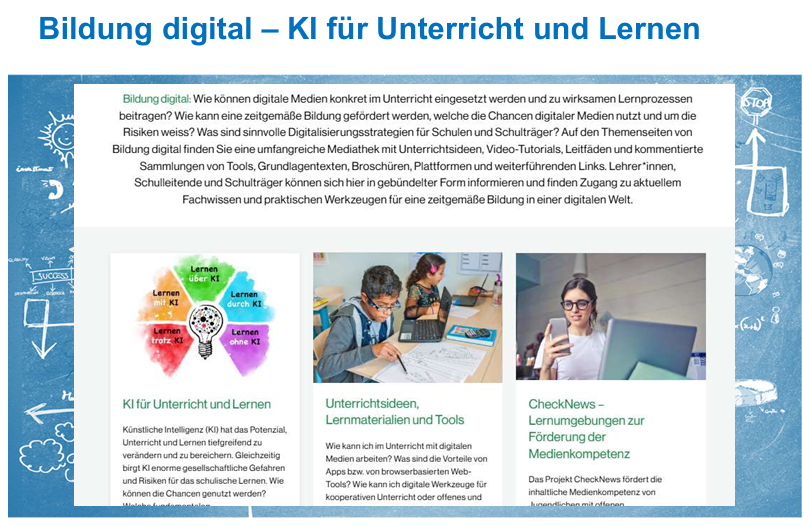 Bildung digital – KI für Unterricht und Lernen
Bildung digital: Wie können digitale Medien konkret im Unterricht eingesetzt werden und zu wirksamen Lernprozessen
beitragen? Wie kann eine zeitgemäße Bildung gefördert werden, welche die Chancen digitaler Medien nutzt und um die
Risiken weiss? Was sind sinnvolle Digitalisierungsstrategien für Schulen und Schulträger? Auf den Themenseiten von
Bildung digital finden Sie eine umfangreiche Mediathek mit Unterrichtsideen, Video-Tutorials, Leitfäden und kommentierte
Sammlungen von Tools, Grundlagentexten, Broschüren, Plattformen und weiterführenden Links. Lehrer*innen,
Schulleitende und Schulträger können sich hier in gebündelter Form informieren und finden Zugang zu aktuellem
Fachwissen und praktischen Werkzeugen für eine zeitgemäße Bildung in einer digitalen Welt.
STOP
SUCCESS
Lernen
über KI
Lernen
mit KI
Lernen
durch KI
Lernen
trotz KI
Lernen
ohne KI
KI für Unterricht und Lernen
Künstliche Intelligenz (KI) hat das Potenzial,
Unterricht und Lernen tiefgreifend zu
verändern und zu bereichern. Gleichzeitig
birgt KI enorme gesellschaftliche Gefahren
und Risiken für das schulische Lernen. Wie
können die Chancen genutzt werden?
Welche fundamentalen
Unterrichtsideen,
Lernmaterialien und Tools
Wie kann ich im Unterricht mit digitalen
Medien arbeiten? Was sind die Vorteile von
Apps bzw. von browserbasierten Web-
Tools? Wie kann ich digitale Werkzeuge für
kooperativen Unterricht oder offenes und
CheckNews –
Lernumgebungen zur
Förderung der
Medienkompetenz
Das Projekt CheckNews fördert die
inhaltliche Medienkompetenz von
Jugendlichen mit offenen